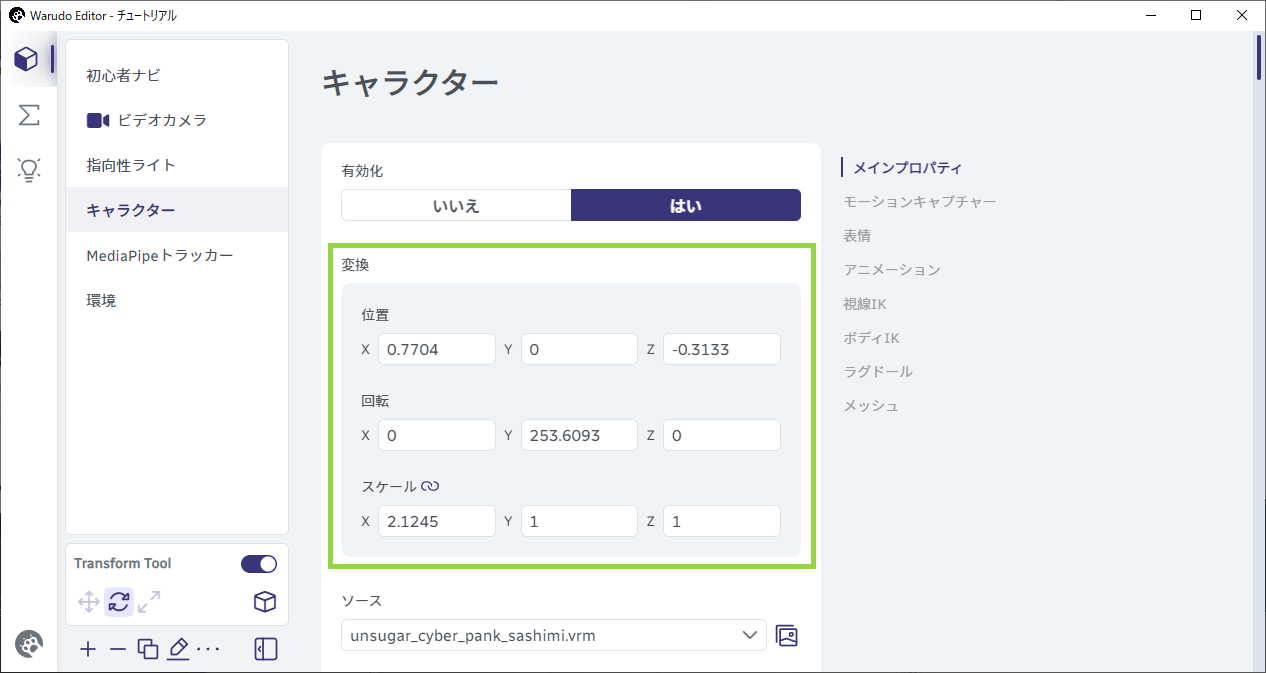 Warudo Editor - チュートリアル
初心者ナビ
ビデオカメラ
指向性ライト
キャラクター
MediaPipeトラッカー
環境
Transform Tool
キャラクター
有効化
いいえ はい
変換
位置
X 0.7704 Y 0 Z -0.3133
回転
X 0 Y 253.6093 Z 0
スケール
X 2.1245 Y 1 Z 1
ソース
unsugar_cyber_pank_sashimi.vrm
メインプロパティ
モーションキャプチャー
表情
アニメーション
視線IK
ボディIK
ラグドール
メッシュ